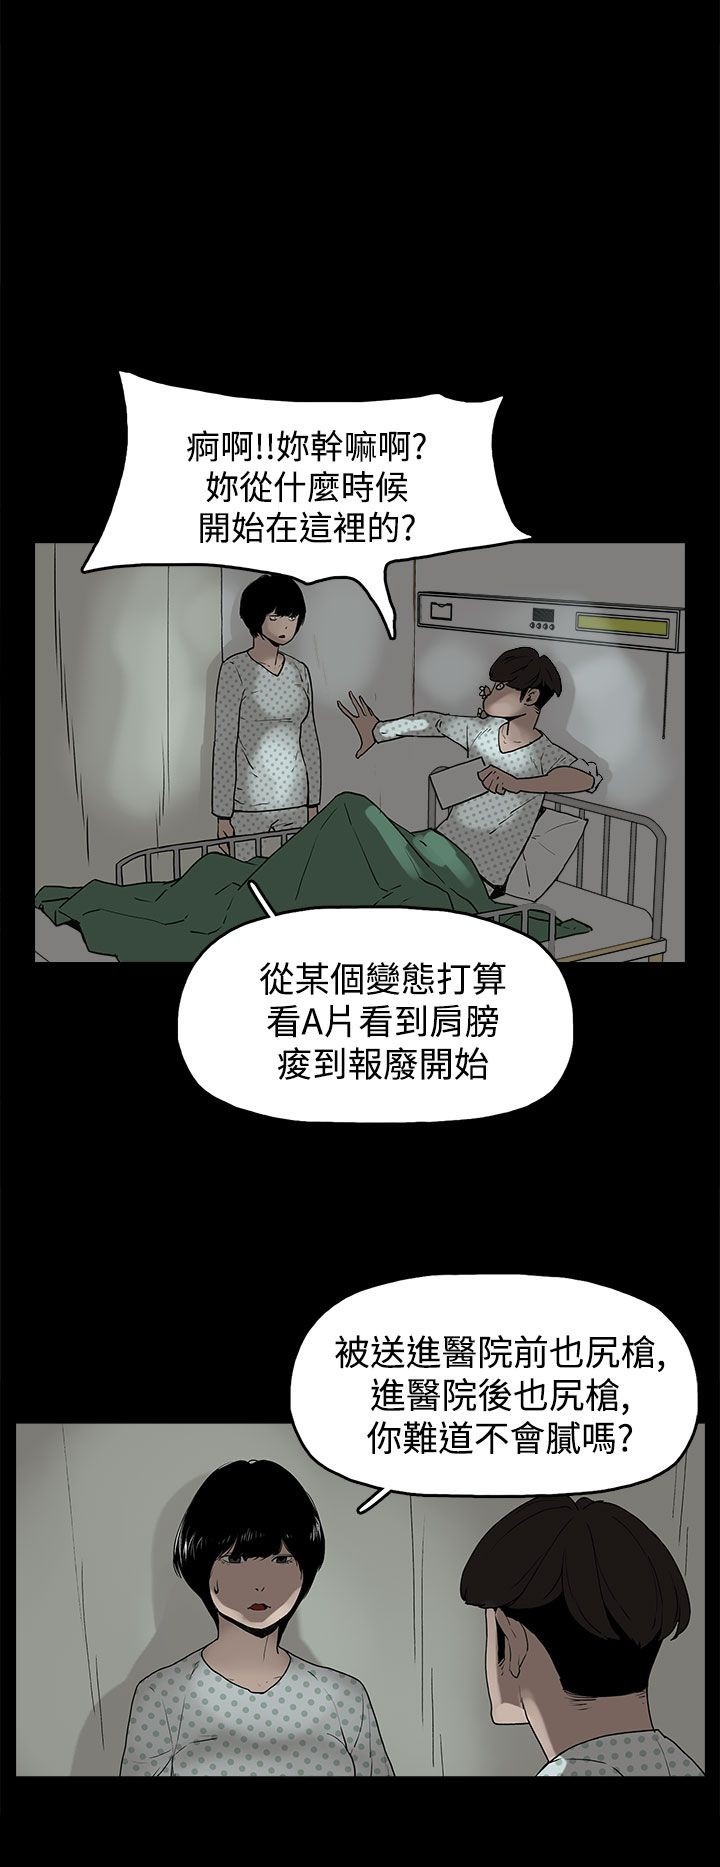 痾啊!!妳幹嘛啊?
妳從什麼時候
開始在這裡的?
從某個變態打算
看A片看到肩膀
痠到報廢開始
被送進醫院前也尻槍,
進醫院後也尻槍,
你難道不會膩嗎?